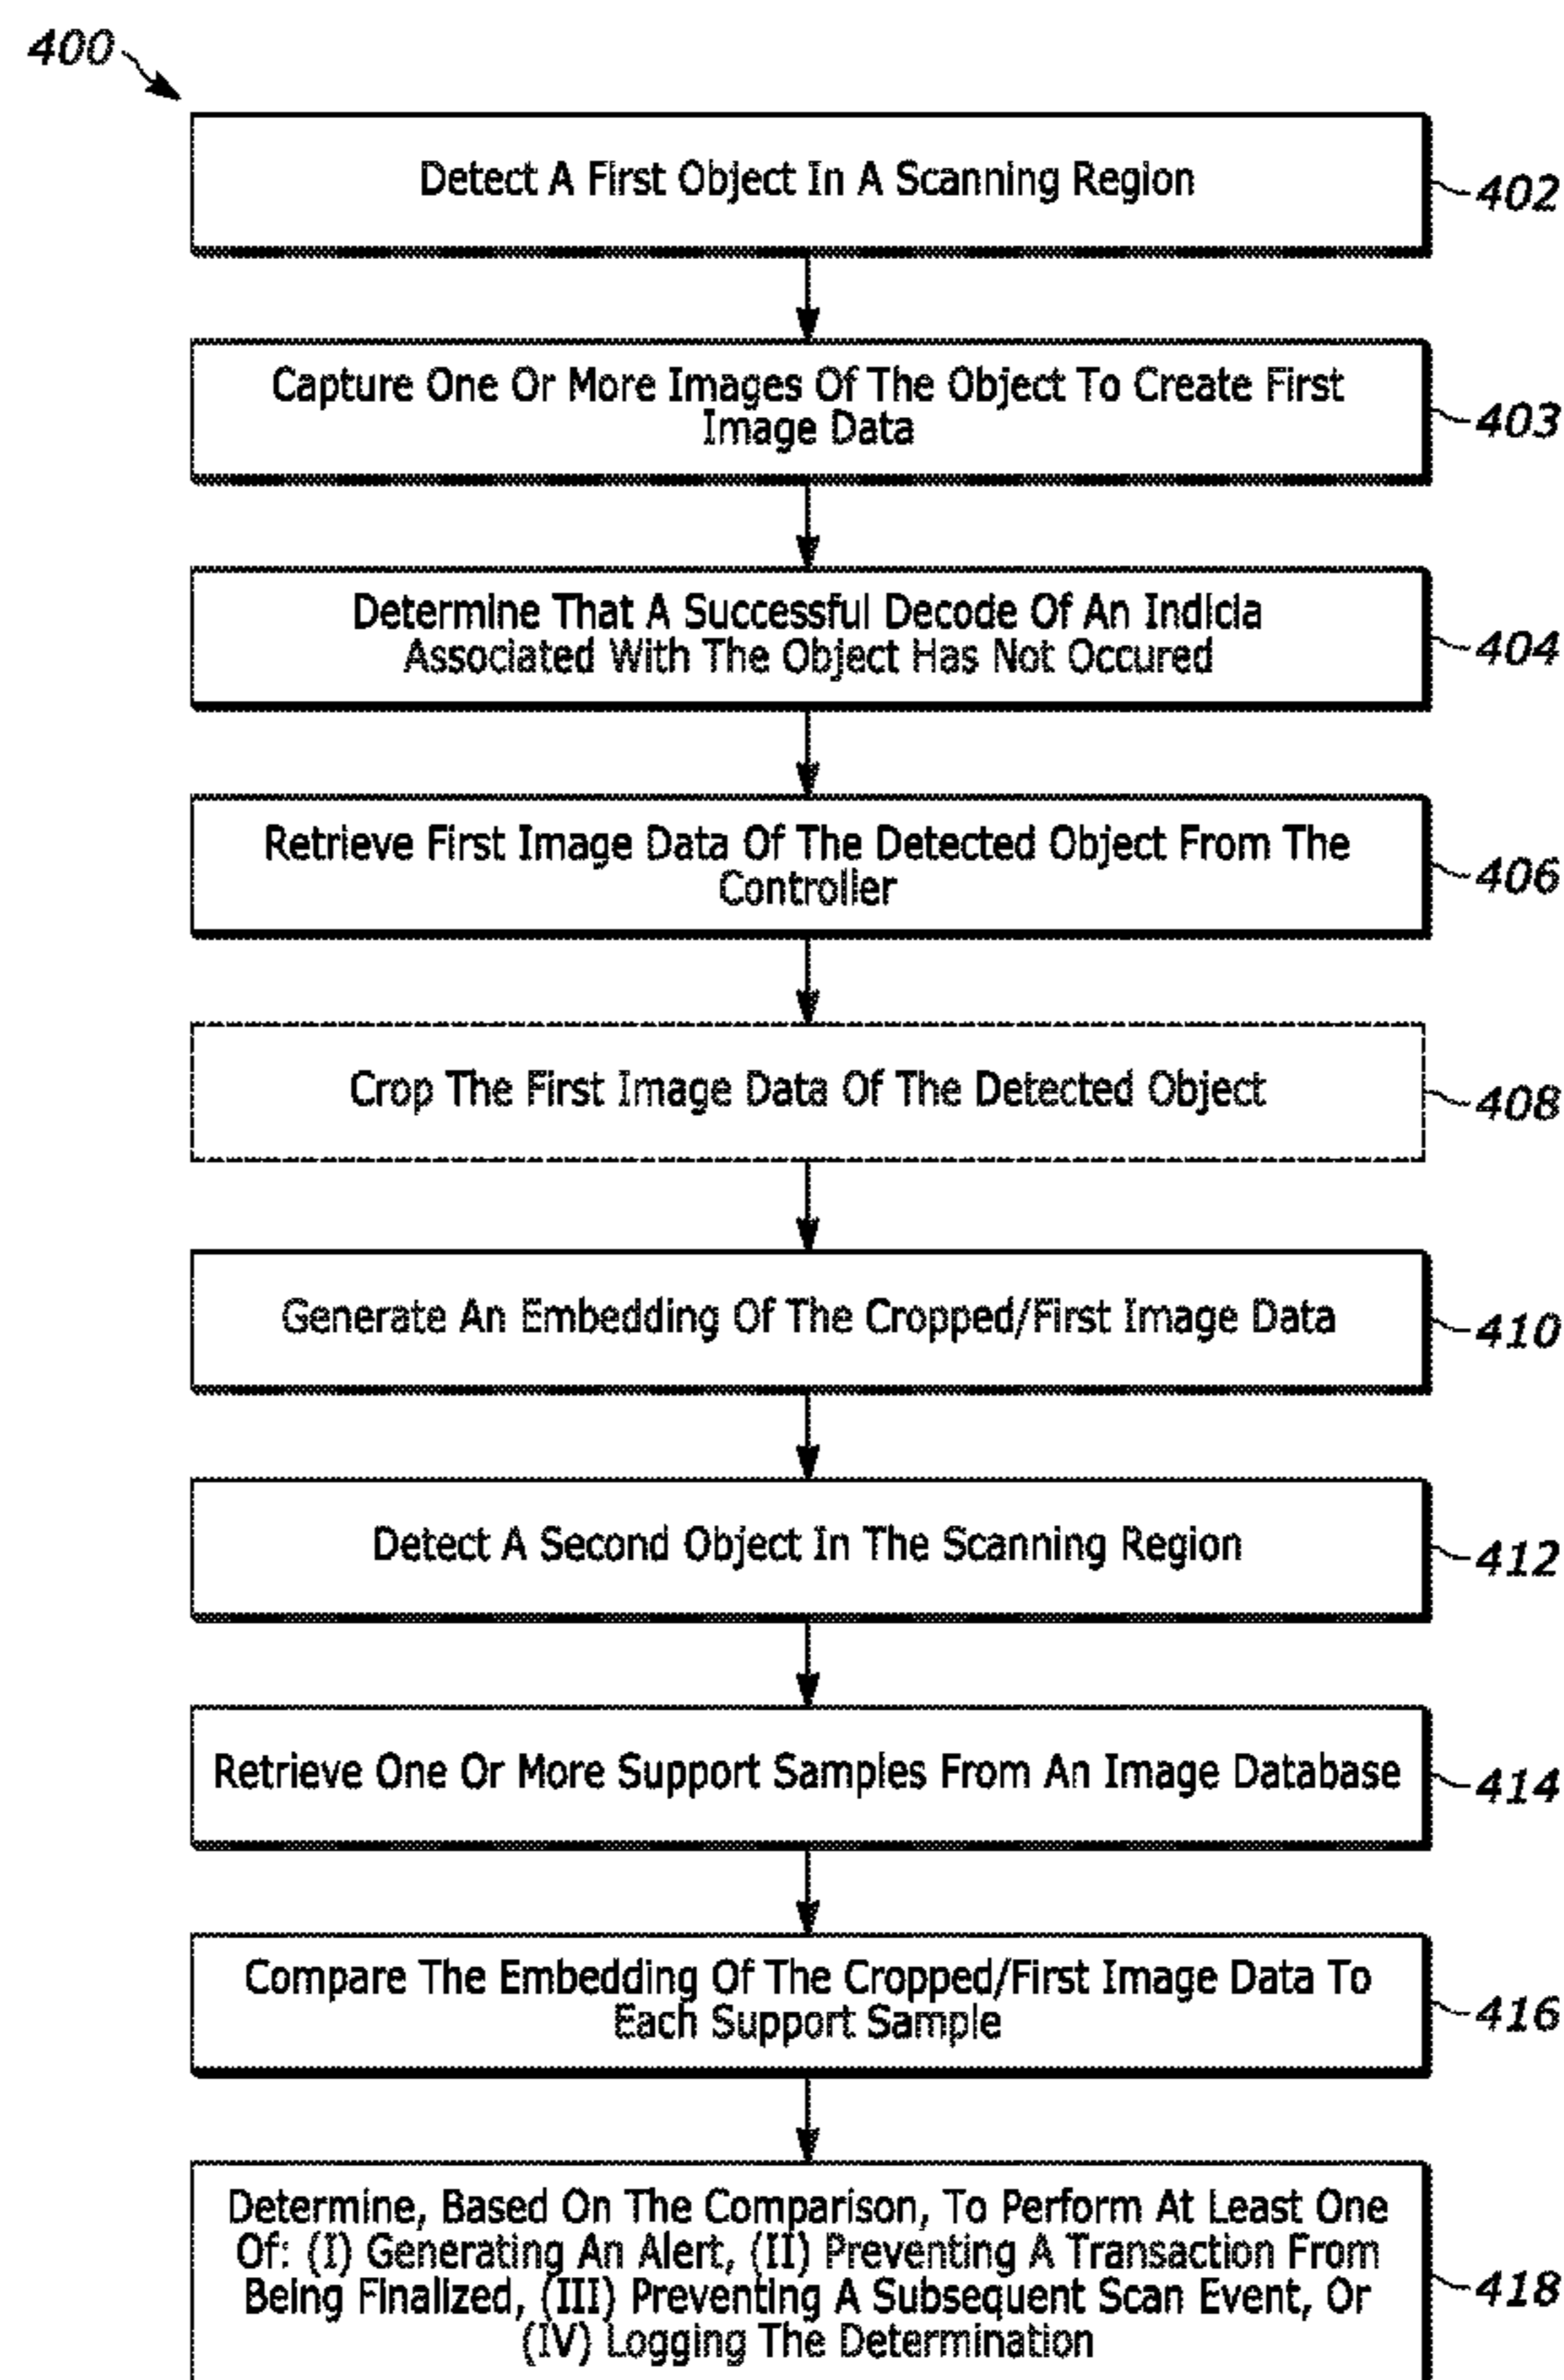 400
Detect A First Object In A Scanning Region
402
Capture One Or More Images Of The Object To Create First
Image Data
403
Determine That A Successful Decode Of An Indicia
Associated With The Object Has Not Occured
404
Retrieve First Image Data Of The Detected Object From The
Controller
406
Crop The First Image Data Of The Detected Object
408
Generate An Embedding Of The Cropped/First Image Data
410
Detect A Second Object In The Scanning Region
412
Retrieve One Or More Support Samples From An Image Database
414
Compare The Embedding Of The Cropped/First Image Data To
Each Support Sample
416
Determine, Based On The Comparison, To Perform At Least One
Of: (I) Generating An Alert, (II) Preventing A Transaction From
Being Finalized, (III) Preventing A Subsequent Scan Event, Or
(IV) Logging The Determination
418